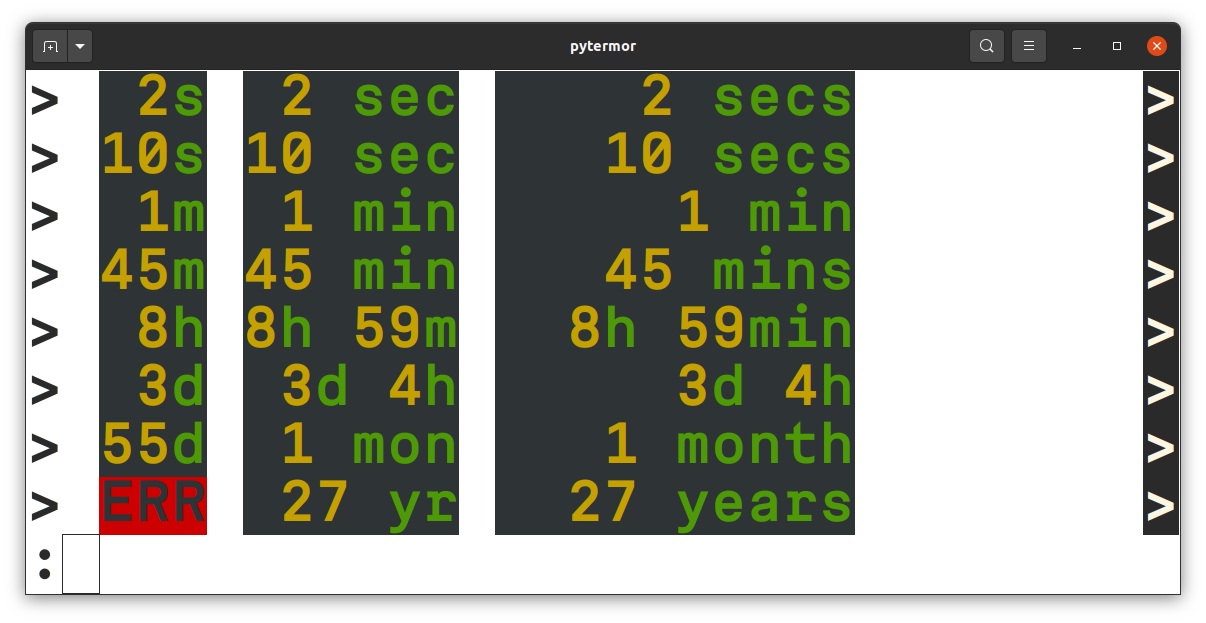 pytermor
> 2s 2 sec 2 secs >
> 10s 10 sec 10 secs >
> 1m 1 min 1 min >
> 45m 45 min 45 mins >
> 8h 8h 59m 8h 59min >
> 3d 3d 4h 3d 4h >
> 55d 1 mon 1 month >
> ERR 27 yr 27 years >
: